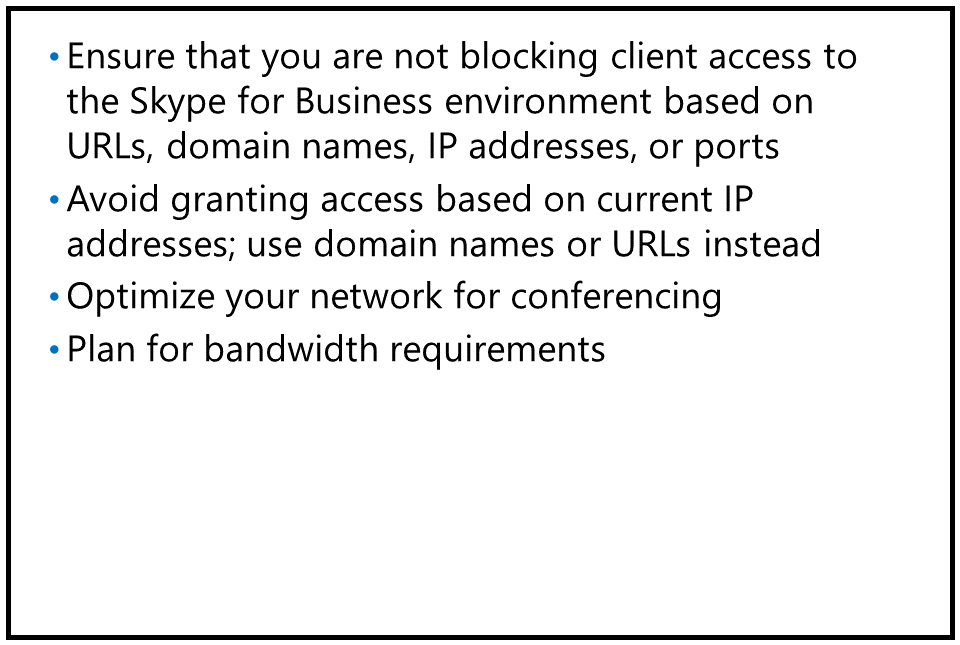 • Ensure that you are not blocking client access to
the Skype for Business environment based on
URLs, domain names, IP addresses, or ports
• Avoid granting access based on current IP
addresses; use domain names or URLs instead
• Optimize your network for conferencing
• Plan for bandwidth requirements